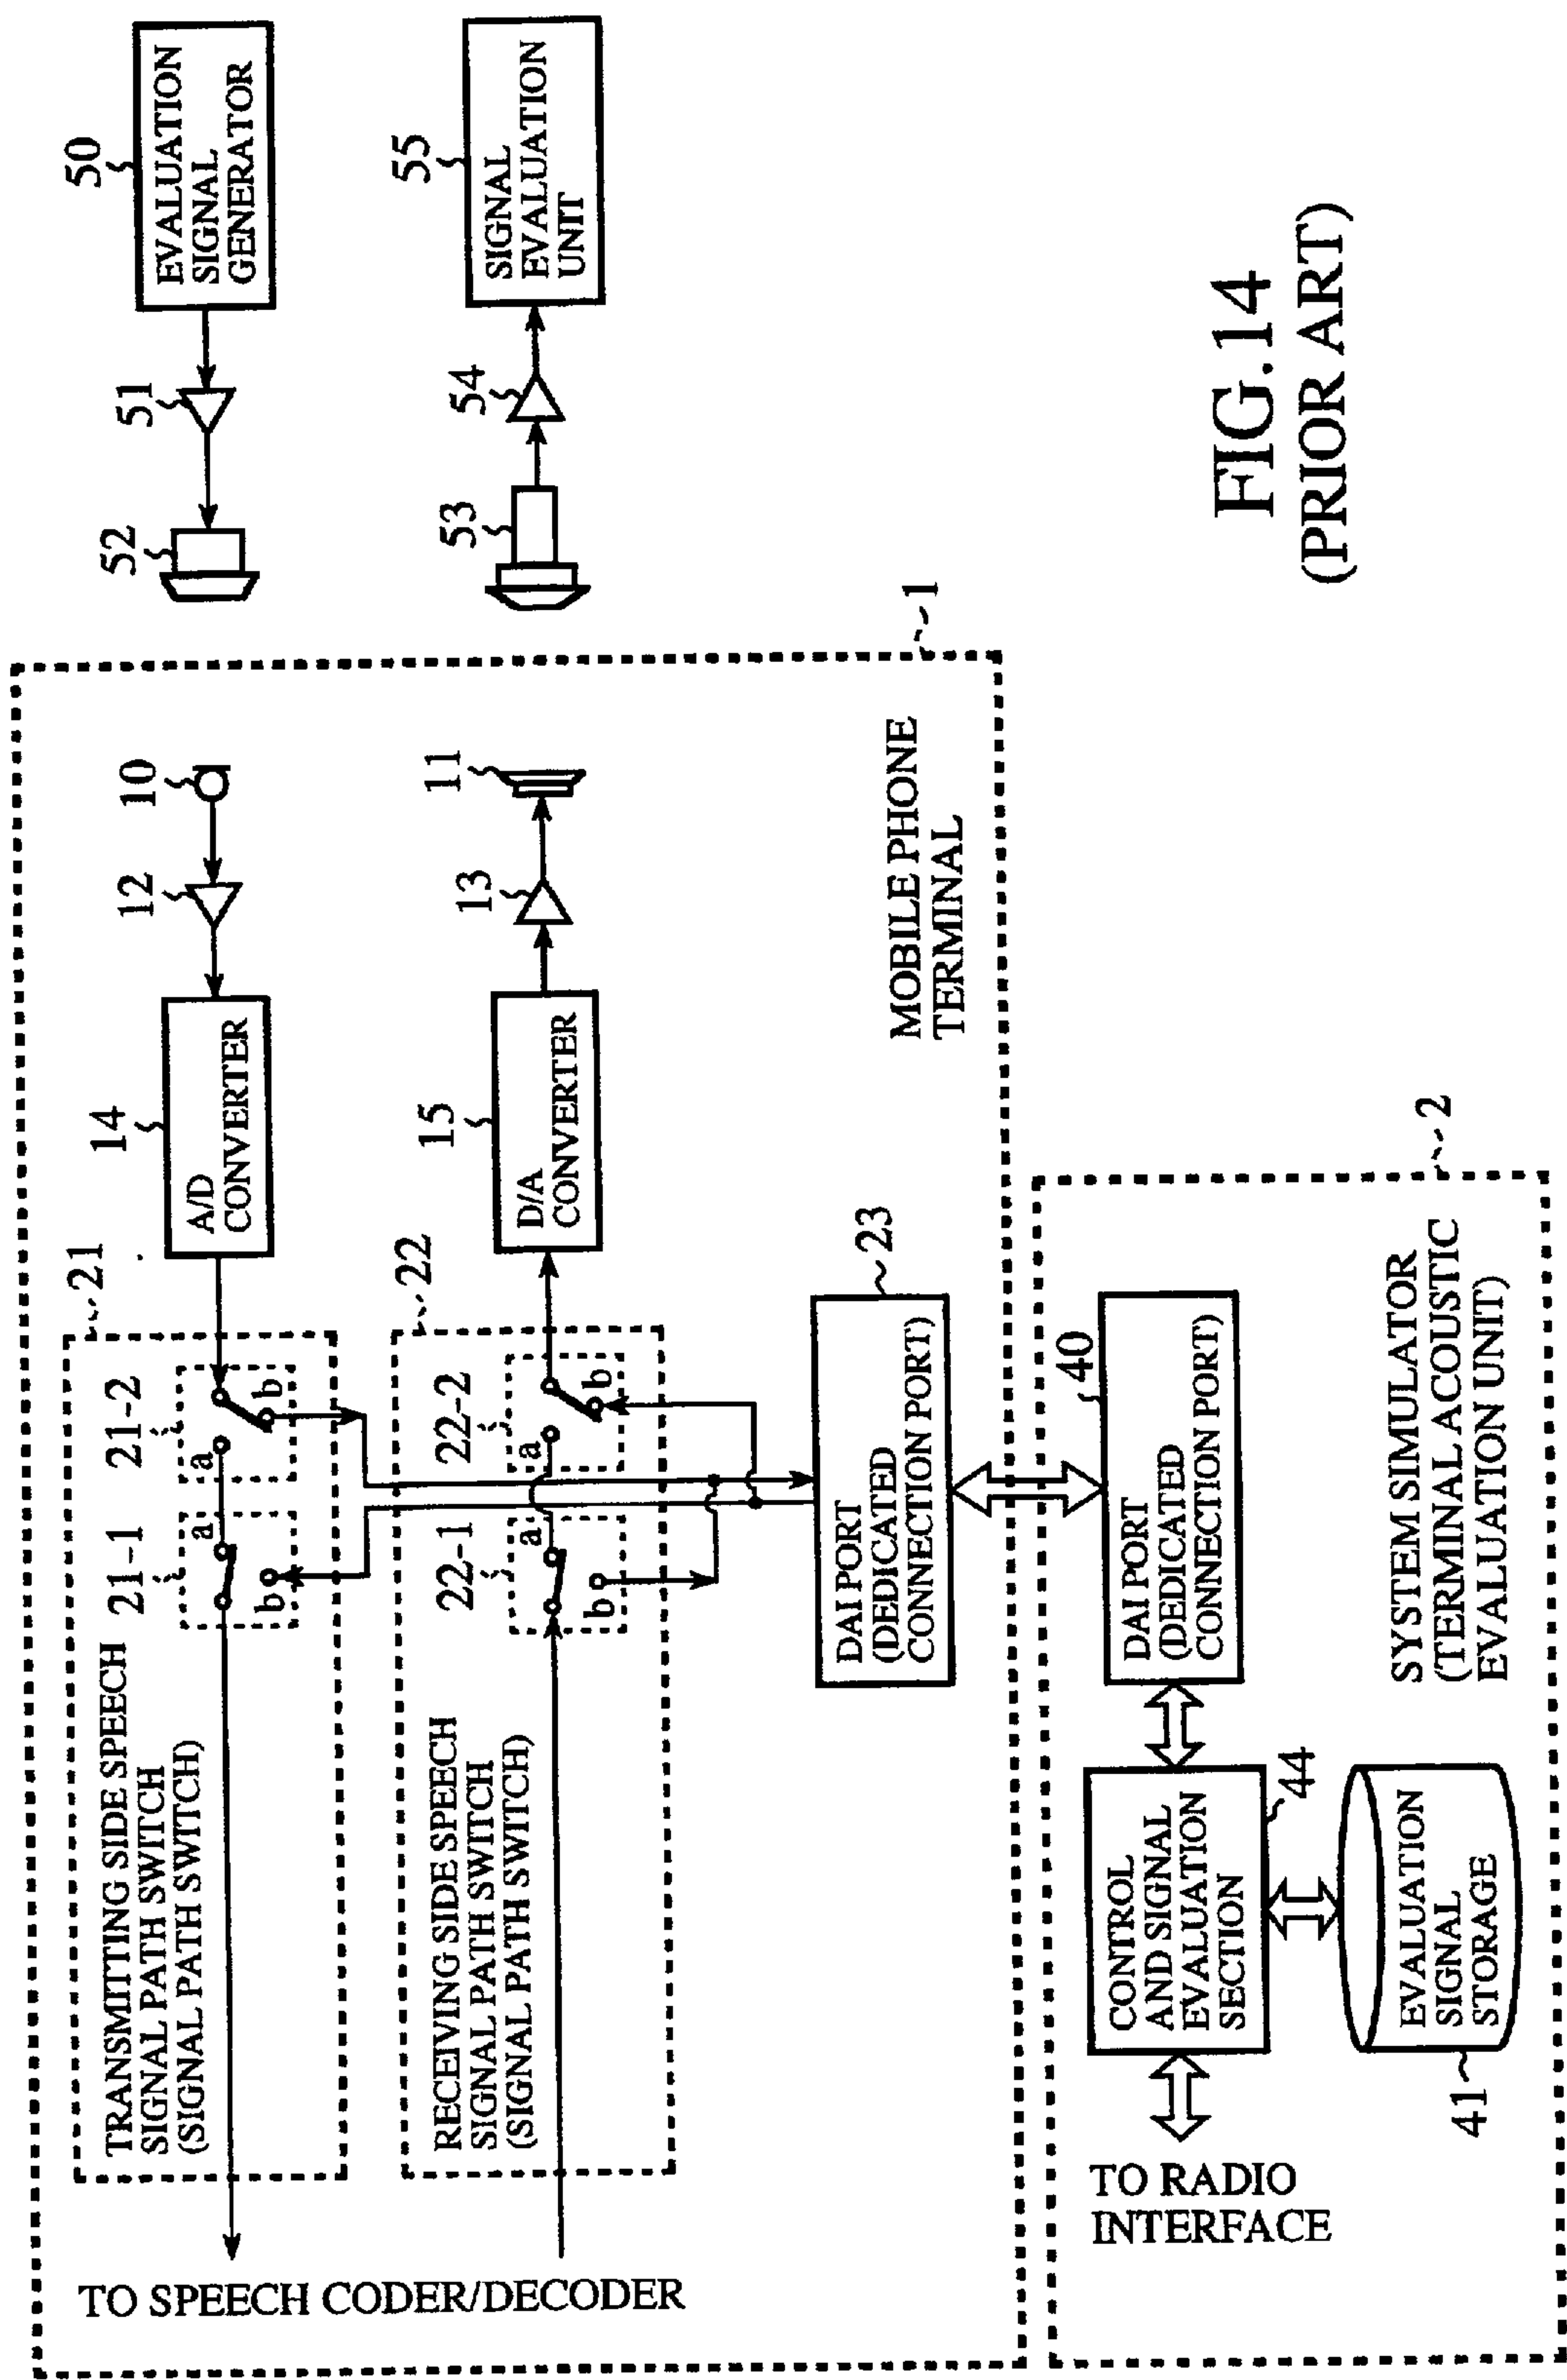 50
EVALUATION
SIGNAL
GENERATOR
51
52
55
SIGNAL
EVALUATION
UNIT
54
53
1
10
12
14
A/D
CONVERTER
21
21-2
a
b
21-1
a
b
TRANSMITTING SIDE SPEECH
SIGNAL PATH SWITCH
(SIGNAL PATH SWITCH)
11
13
15
D/A
CONVERTER
22
22-2
a
b
22-1
a
b
RECEIVING SIDE SPEECH
SIGNAL PATH SWITCH
(SIGNAL PATH SWITCH)
TO SPEECH CODER/DECODER
MOBILE PHONE
TERMINAL
23
DAI PORT
(DEDICATED
CONNECTION PORT)
2
40
DAI PORT
(DEDICATED
CONNECTION PORT)
SYSTEM SIMULATOR
(TERMINAL ACOUSTIC
EVALUATION UNIT)
44
CONTROL
AND SIGNAL
EVALUATION
SECTION
41
EVALUATION
SIGNAL
STORAGE
TO RADIO
INTERFACE
FIG.14
(PRIOR ART)